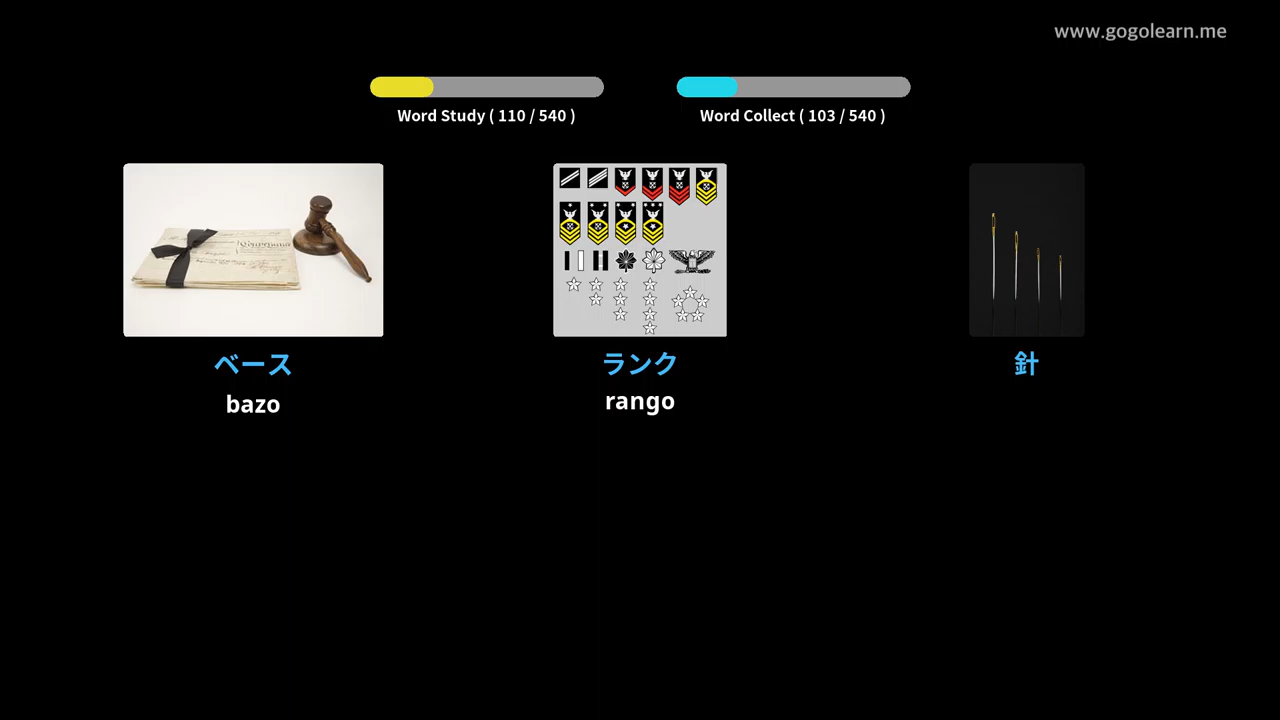 www.gogolearn.me
Word Study ( 110 / 540 )
Word Collect ( 103 / 540 )
ベース
ランク
針
bazo
rango